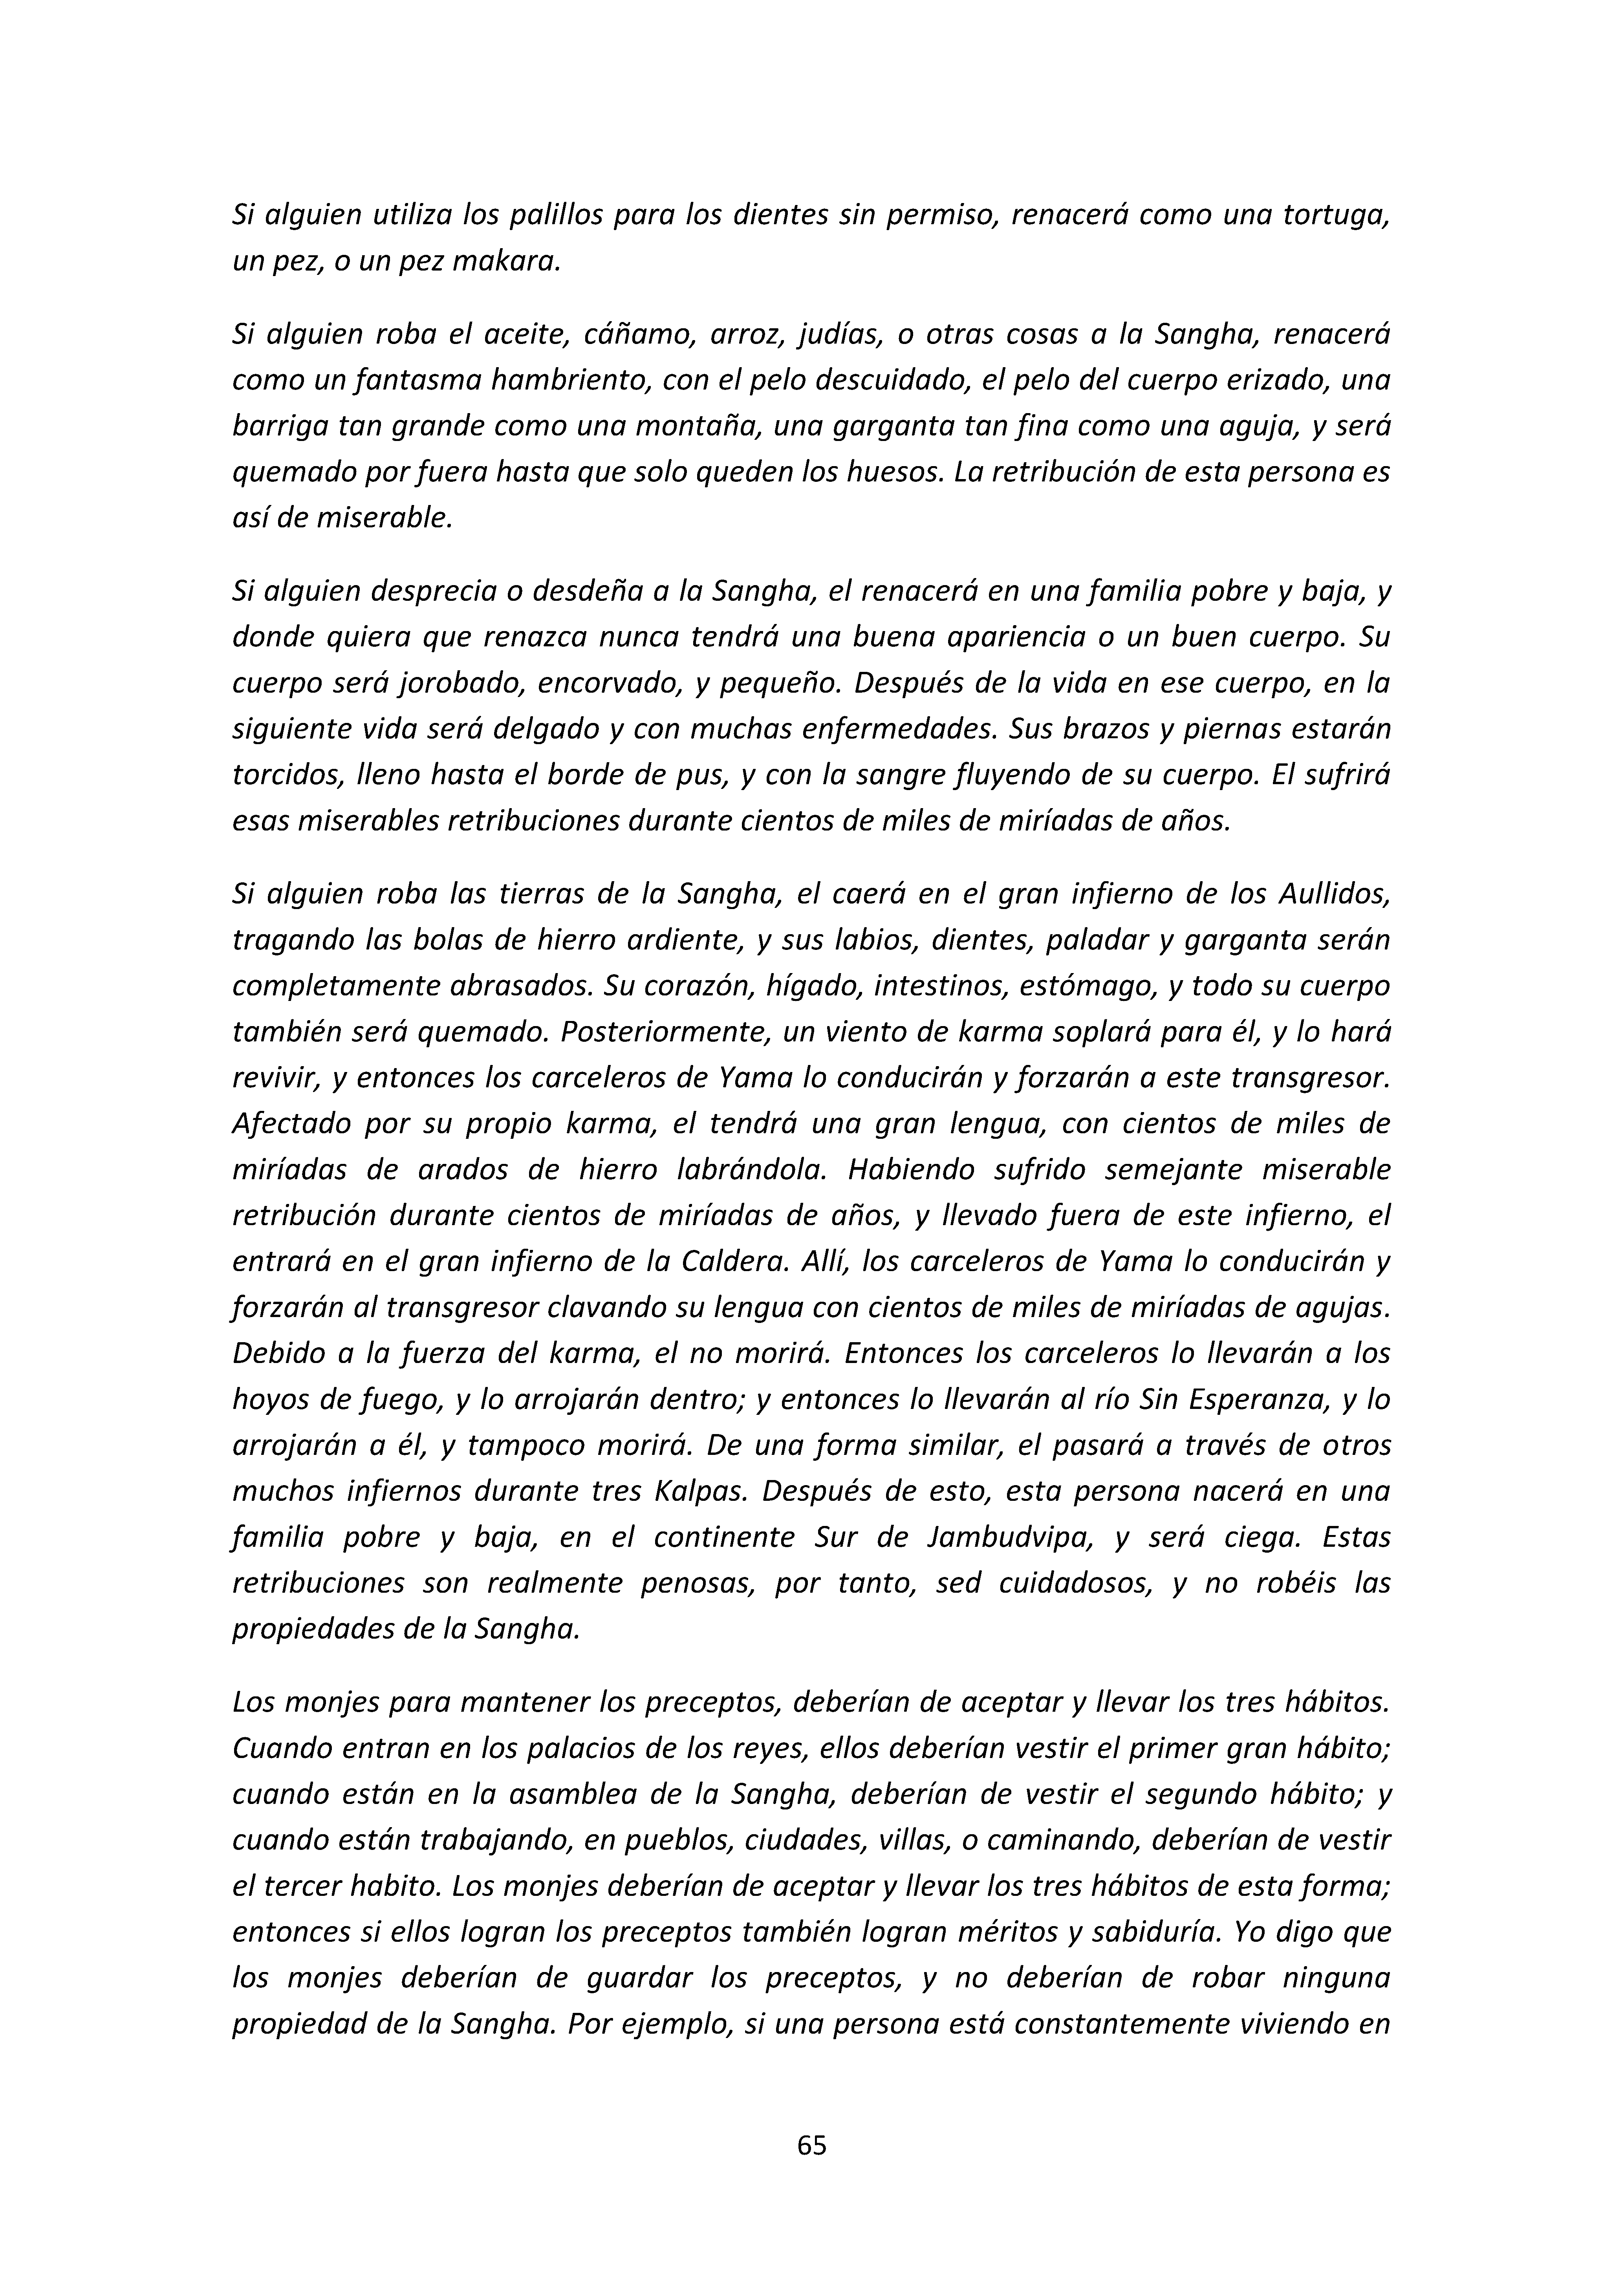 Si alguien utiliza los palillos para los dientes sin permiso, renacerá como una tortuga,
un pez, o un pez makara.
Si alguien roba el aceite, cáñamo, arroz, judías, o otras cosas a la Sangha, renacerá
como un fantasma hambriento, con el pelo descuidado, el pelo del cuerpo erizado, una
barriga tan grande como una montaña, una garganta tan fina como una aguja, y será
quemado por fuera hasta que solo queden los huesos. La retribución de esta persona es
así de miserable.
Si alguien desprecia o desdeña a la Sangha, el renacerá en una familia pobre y baja, y
donde quiera que renazca nunca tendrá una buena apariencia o un buen cuerpo. Su
cuerpo será jorobado, encorvado, y pequeño. Después de la vida en ese cuerpo, en la
siguiente vida será delgado y con muchas enfermedades. Sus brazos y piernas estarán
torcidos, lleno hasta el borde de pus, y con la sangre fluyendo de su cuerpo. El sufrirá
esas miserables retribuciones durante cientos de miles de miríadas de años.
Si alguien roba las tierras de la Sangha, el caerá en el gran infierno de los Aullidos,
tragando las bolas de hierro ardiente, y sus labios, dientes, paladar y garganta serán
completamente abrasados. Su corazón, hígado, intestinos, estómago, y todo su cuerpo
también será quemado. Posteriormente, un viento de karma soplará para él, y lo hará
revivir, y entonces los carceleros de Yama lo conducirán y forzarán a este transgresor.
Afectado por su propio karma, el tendrá una gran lengua, con cientos de miles de
miríadas de arados de hierro labrándola. Habiendo sufrido semejante miserable
retribución durante cientos de miríadas de años, y llevado fuera de este infierno, el
entrará en el gran infierno de la Caldera. Allí, los carceleros de Yama lo conducirán y
forzarán al transgresor clavando su lengua con cientos de miles de miríadas de agujas.
Debido a la fuerza del karma, el no morirá. Entonces los carceleros lo llevarán a los
hoyos de fuego, y lo arrojarán dentro; y entonces lo llevarán al río Sin Esperanza, y lo
arrojarán a él, y tampoco morirá. De una forma similar, el pasará a través de otros
muchos infiernos durante tres Kalpas. Después de esto, esta persona nacerá en una
familia pobre y baja, en el continente Sur de Jambudvipa, y será ciega. Estas
retribuciones son realmente penosas, por tanto, sed cuidadosos, y no robéis las
propiedades de la Sangha.
Los monjes para mantener los preceptos, deberían de aceptar y llevar los tres hábitos.
Cuando entran en los palacios de los reyes, ellos deberían vestir el primer gran hábito;
cuando están en la asamblea de la Sangha, deberían de vestir el segundo hábito; y
cuando están trabajando, en pueblos, ciudades, villas, o caminando, deberían de vestir
el tercer habito. Los monjes deberían de aceptar y llevar los tres hábitos de esta forma;
entonces si ellos logran los preceptos también logran méritos y sabiduría. Yo digo que
los monjes deberían de guardar los preceptos, y no deberían de robar ninguna
propiedad de la Sangha. Por ejemplo, si una persona está constantemente viviendo en
65